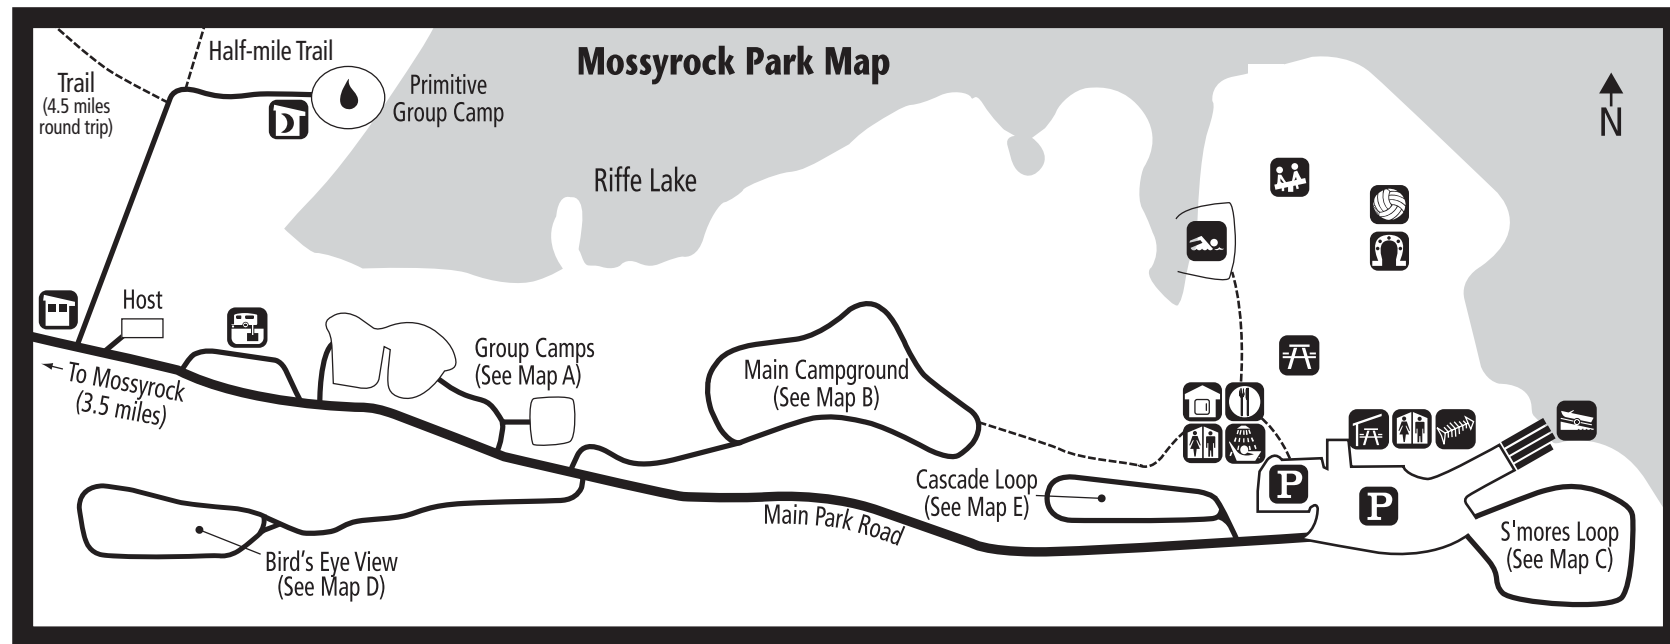 Mossyrock Park Map
Half-mile Trail
Trail
(4.5 miles
round trip)
Primitive
Group Camp
N
Riffe Lake
Host
To Mossyrock
(3.5 miles)
Group Camps
(See Map A)
Main Campground
(See Map B)
Cascade Loop
(See Map E)
P
P
Main Park Road
S'mores Loop
(See Map C)
Bird's Eye View
(See Map D)